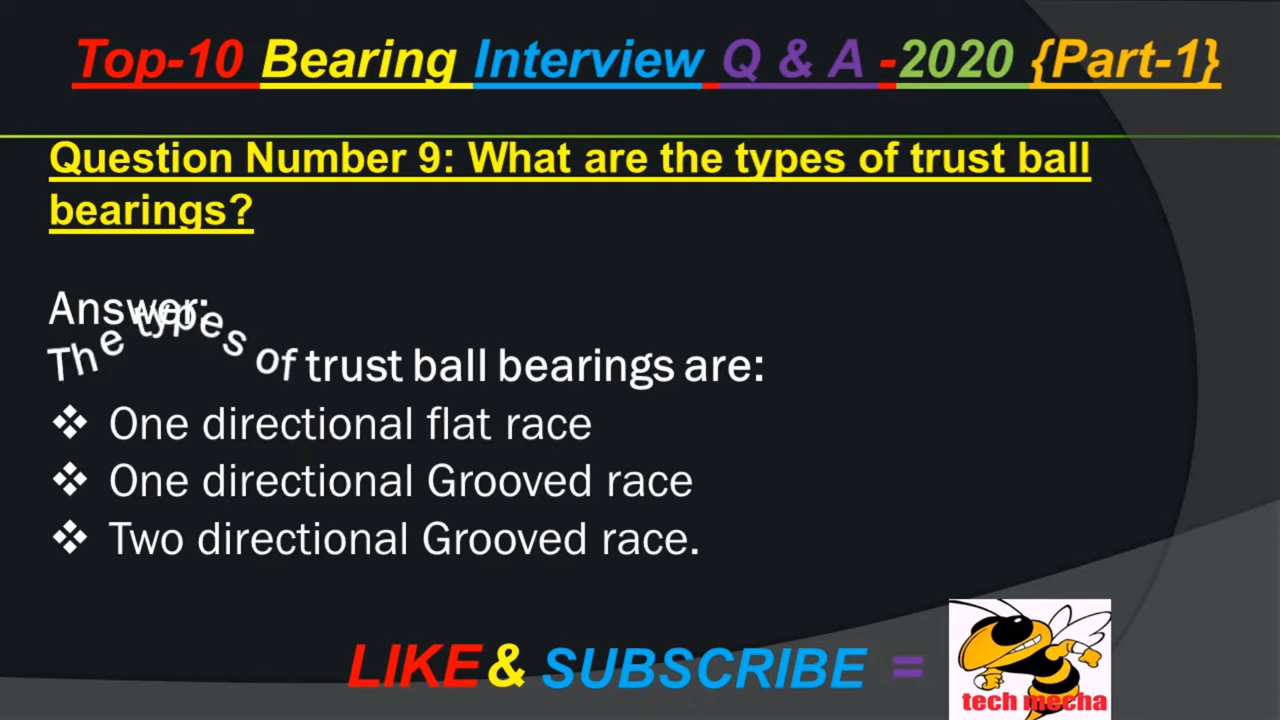 Top-10 Bearing Interview Q & A -2020 {Part-1}
Question Number 9: What are the types of trust ball
bearings?
Answer:
The types of trust ball bearings are:
❖ One directional flat race
❖ One directional Grooved race
❖ Two directional Grooved race.
LIKE & SUBSCRIBE =
tech mecha